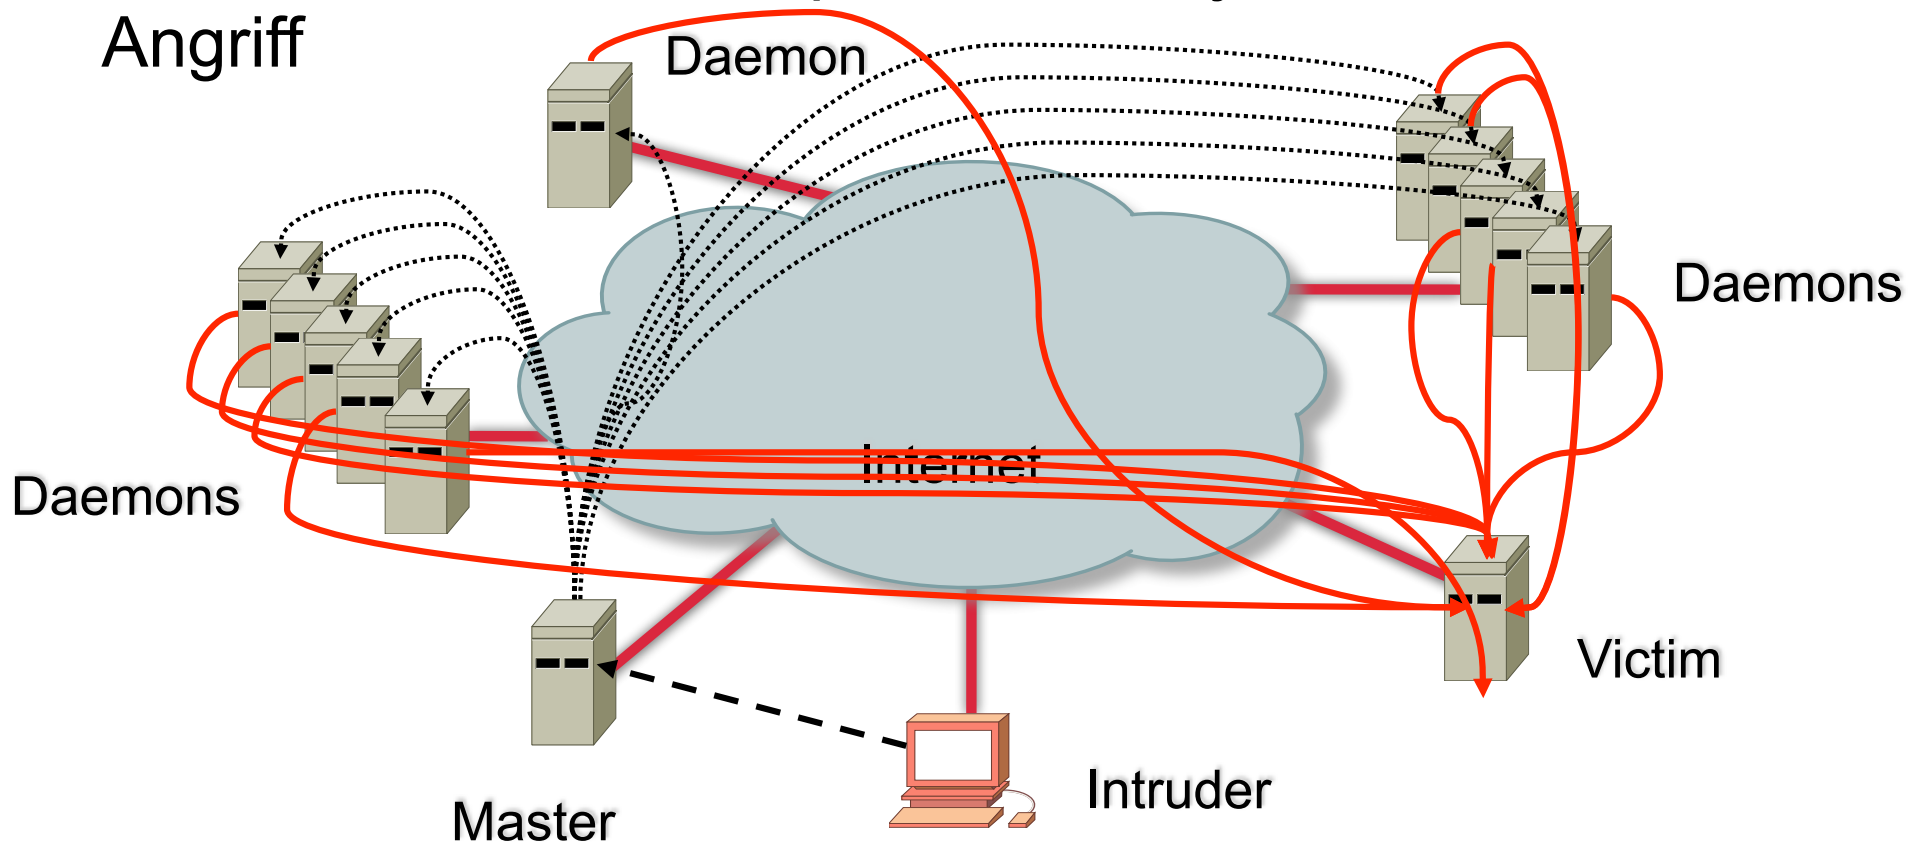 Angriff
Daemon
Daemons
Internet
Daemons
Victim
Intruder
Master